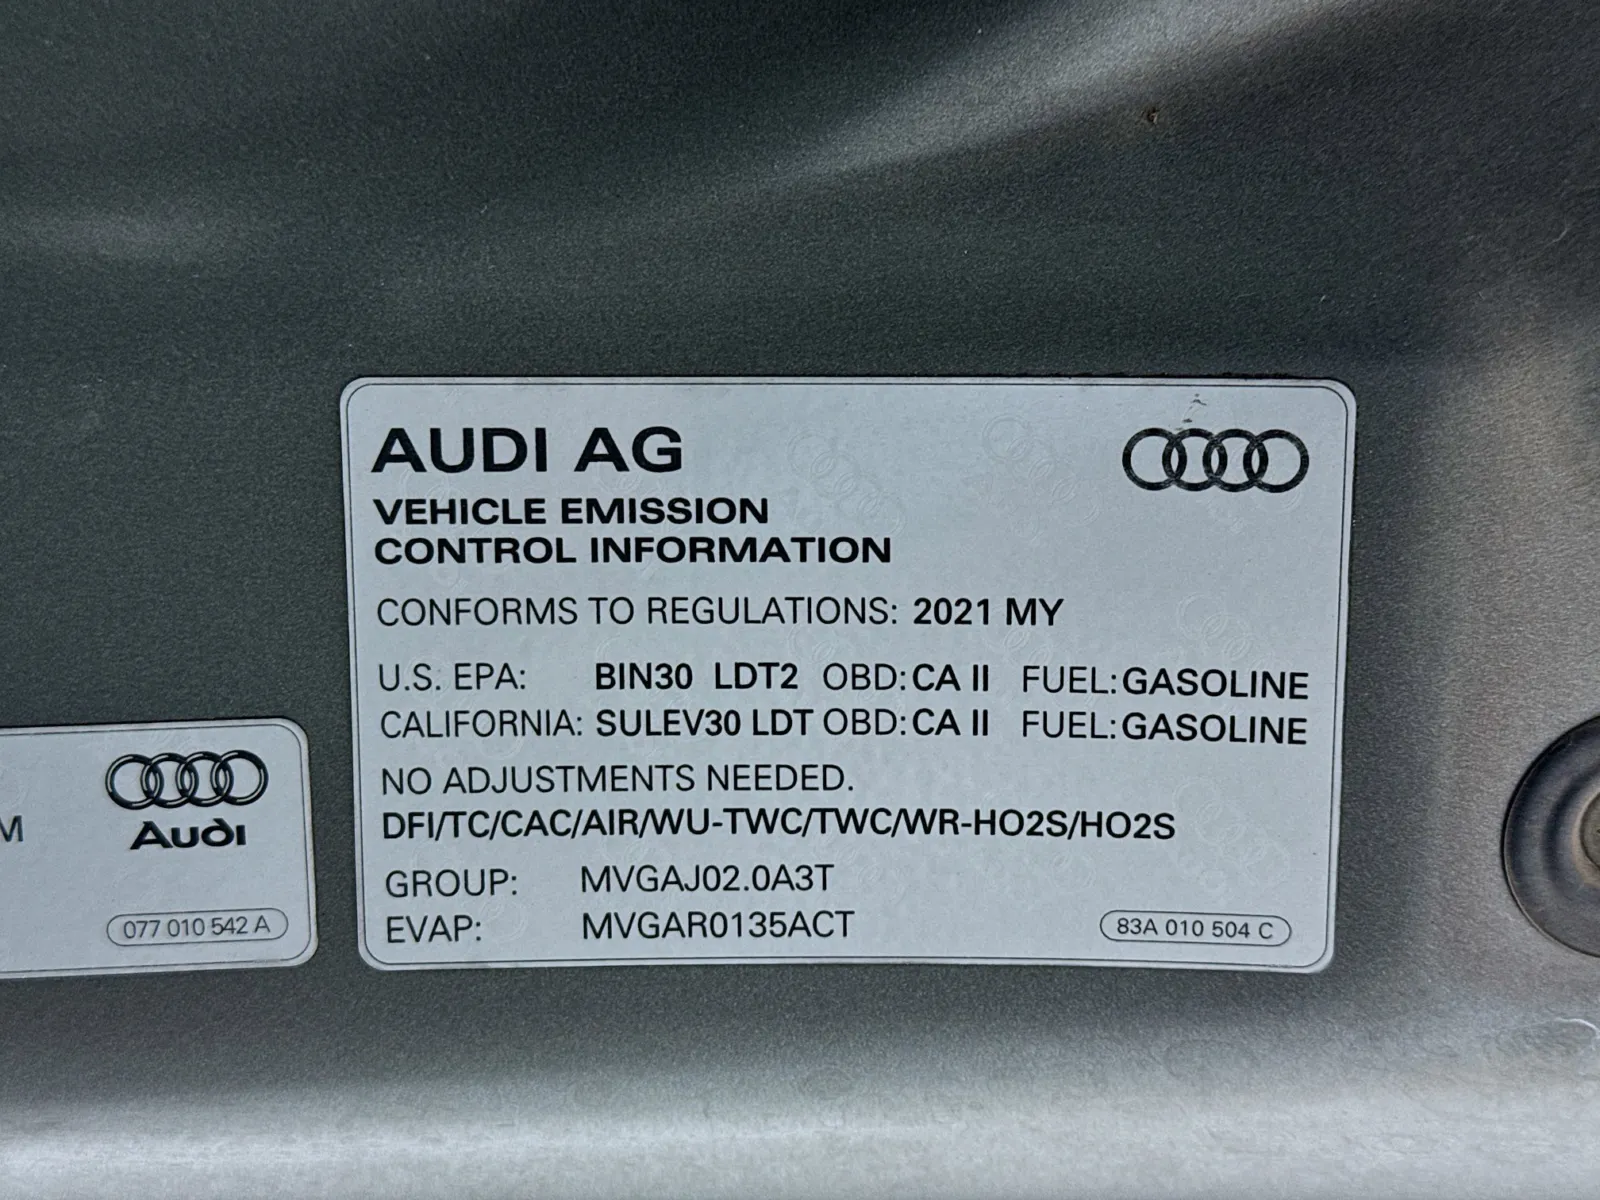 AUDI AG
VEHICLE EMISSION
CONTROL INFORMATION
CONFORMS TO REGULATIONS: 2021 MY
U.S. EPA: BIN30 LDT2 OBD: CA II FUEL: GASOLINE
CALIFORNIA: SULEV30 LDT OBD: CA II FUEL: GASOLINE
NO ADJUSTMENTS NEEDED.
DFI/TC/CAC/AIR/WU-TWC/TWC/WR-HO2S/HO2S
GROUP: MVGAJ02.0A3T
EVAP: MVGAR0135ACT
83A 010 504 C
M
Audi
077 010 542 A